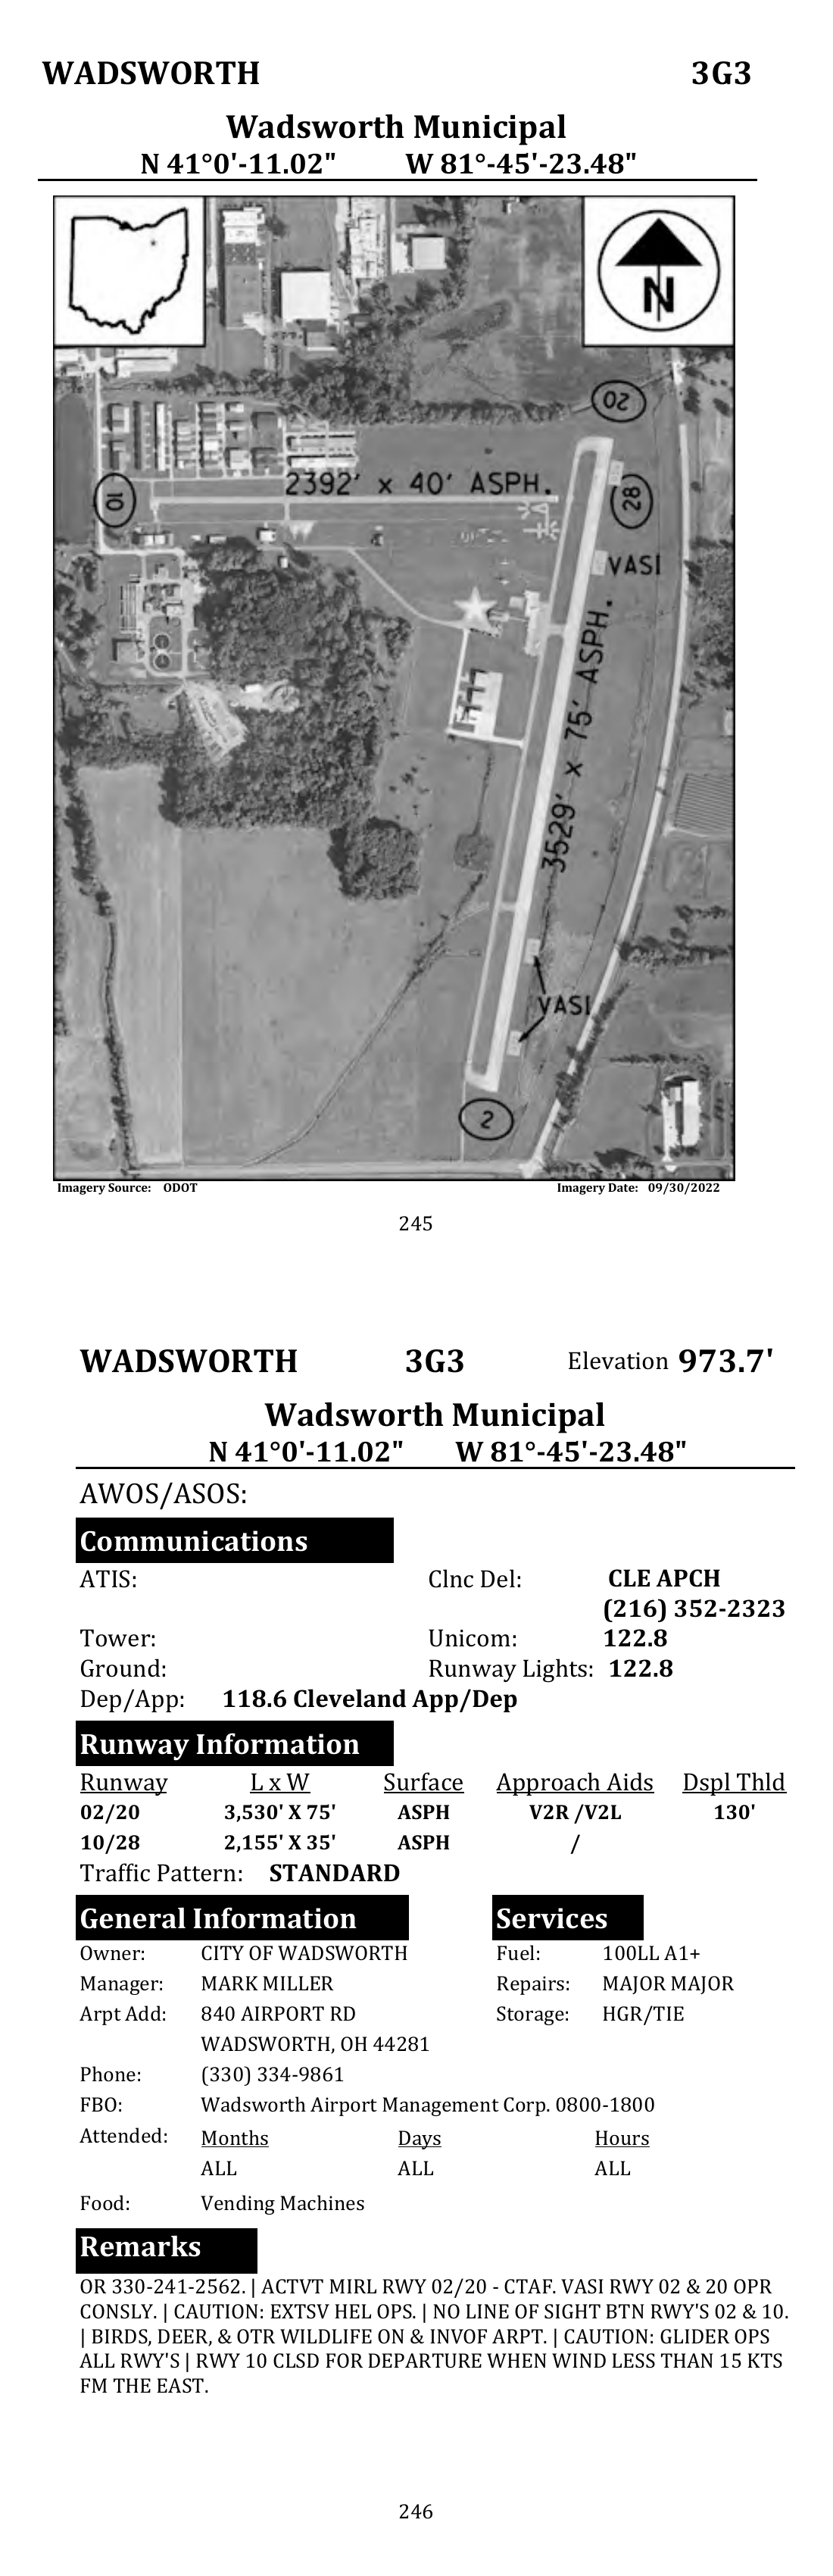 WADSWORTH 3G3
Wadsworth Municipal
N 41°0'-11.02" W 81°-45'-23.48"
N
20
2392' x 40' ASPH.
10
28
VASI
3529' x 75' ASPH.
VASI
2
Imagery Source: ODOT Imagery Date: 09/30/2022
245
WADSWORTH 3G3 Elevation 973.7'
Wadsworth Municipal
N 41°0'-11.02" W 81°-45'-23.48"
AWOS/ASOS:
Communications
ATIS: Clnc Del: CLE APCH
(216) 352-2323
Tower: Unicom: 122.8
Ground: Runway Lights: 122.8
Dep/App: 118.6 Cleveland App/Dep
Runway Information
Runway L x W Surface Approach Aids Dspl Thld
02/20 3,530' X 75' ASPH V2R /V2L 130'
10/28 2,155' X 35' ASPH /
Traffic Pattern: STANDARD
General Information Services
Owner: CITY OF WADSWORTH Fuel: 100LL A1+
Manager: MARK MILLER Repairs: MAJOR MAJOR
Arpt Add: 840 AIRPORT RD Storage: HGR/TIE
WADSWORTH, OH 44281
Phone: (330) 334-9861
FBO: Wadsworth Airport Management Corp. 0800-1800
Attended: Months Days Hours
ALL ALL ALL
Food: Vending Machines
Remarks
OR 330-241-2562. | ACTVT MIRL RWY 02/20 - CTAF. VASI RWY 02 & 20 OPR
CONSLY. | CAUTION: EXTSV HEL OPS. | NO LINE OF SIGHT BTN RWY'S 02 & 10.
| BIRDS, DEER, & OTR WILDLIFE ON & INVOF ARPT. | CAUTION: GLIDER OPS
ALL RWY'S | RWY 10 CLSD FOR DEPARTURE WHEN WIND LESS THAN 15 KTS
FM THE EAST.
246